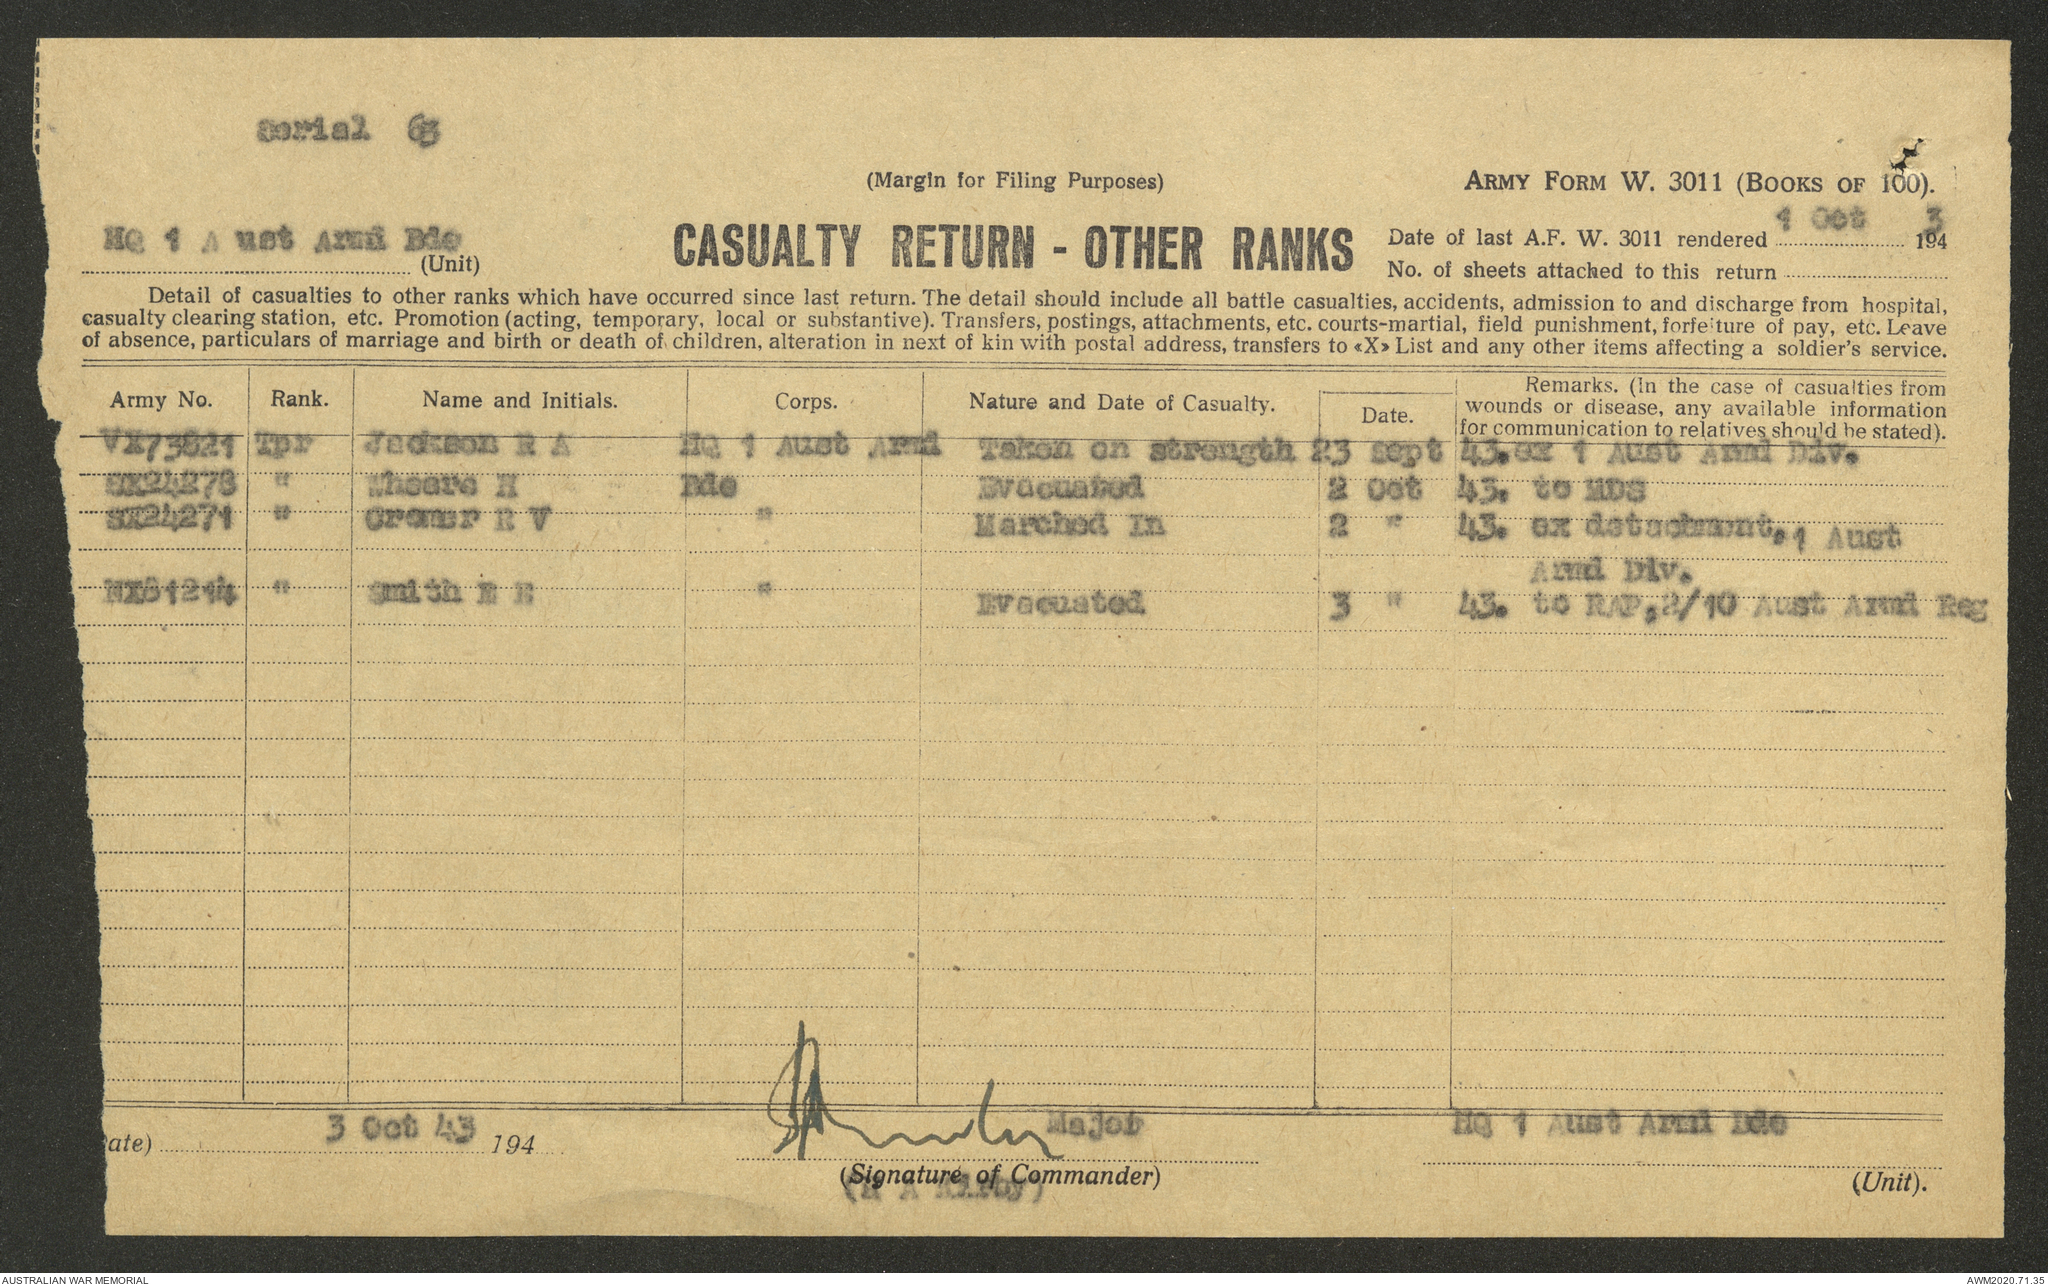 Serial 63
(Margin for Filing Purposes)
ARMY FORM W. 3011 (BOOKS OF 100).
HQ 1 A ust Armd Bde
(Unit)
CASUALTY RETURN - OTHER RANKS
Date of last A.F. W. 3011 rendered 1 Oct 1943
No. of sheets attached to this return
Detail of casualties to other ranks which have occurred since last return. The detail should include all battle casualties, accidents, admission to and discharge from hospital,
casualty clearing station, etc. Promotion (acting, temporary, local or substantive). Transfers, postings, attachments, etc. courts-martial, field punishment, forfeiture of pay, etc. Leave
of absence, particulars of marriage and birth or death of children, alteration in next of kin with postal address, transfers to «X» List and any other items affecting a soldier's service.
Army No. Rank. Name and Initials. Corps. Nature and Date of Casualty. Date. Remarks. (In the case of casualties from
wounds or disease, any available information
for communication to relatives should be stated).
VX73821 Tpr Jackson R A HQ 1 Aust Armd Taken on strength 23 sept 43. ex 1 Aust Armd Div.
SX24278 " Wheare H Bde Evacuated 2 Oct 43. to MDS
SX24271 " R V " Marched In 2 " 43. ex detachment, 1 Aust
Armd Div.
NX81214 " Smith E E " Evacuated 3 " 43. to RAP, 2/10 Aust Armd Reg
ate) 3 Oct 43 194
Major
(Signature of Commander)
HQ 1 Aust Armd Bde
(Unit).
Kirby)
AUSTRALIAN WAR MEMORIAL
AWM2020.71.35